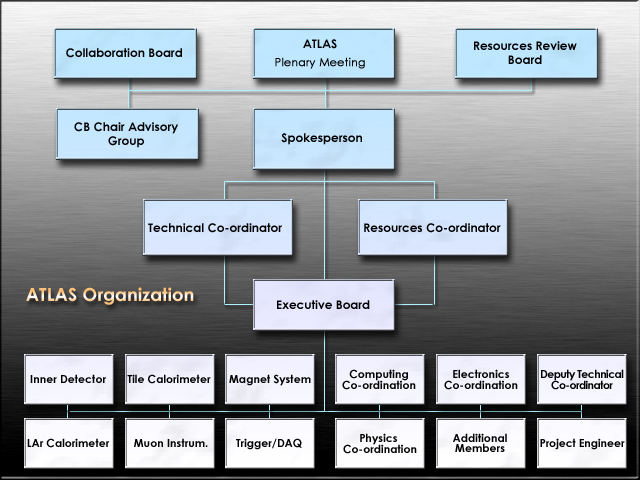 Collaboration Board
ATLAS
Plenary Meeting
Resources Review
Board
CB Chair Advisory
Group
Spokesperson
Technical Co-ordinator
Resources Co-ordinator
ATLAS Organization
Executive Board
Inner Detector
Tile Calorimeter
Magnet System
Computing
Co-ordination
Electronics
Co-ordination
Deputy Technical
Co-ordinator
LAr Calorimeter
Muon Instrum.
Trigger/DAQ
Physics
Co-ordination
Additional
Members
Project Engineer